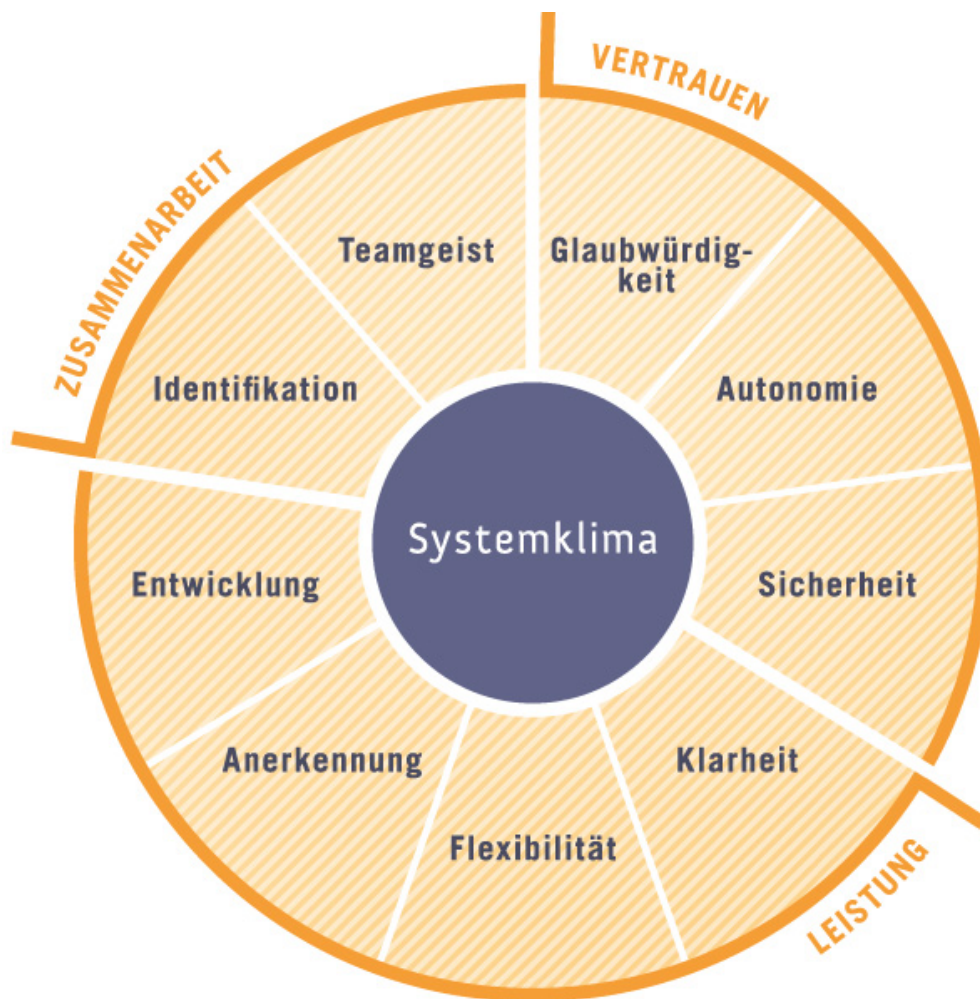 VERTRAUEN
Glaubwürdig-
keit
Autonomie
Sicherheit
LEISTUNG
Klarheit
Flexibilität
Anerkennung
Entwicklung
ZUSAMMENARBEIT
Identifikation
Teamgeist
Systemklima